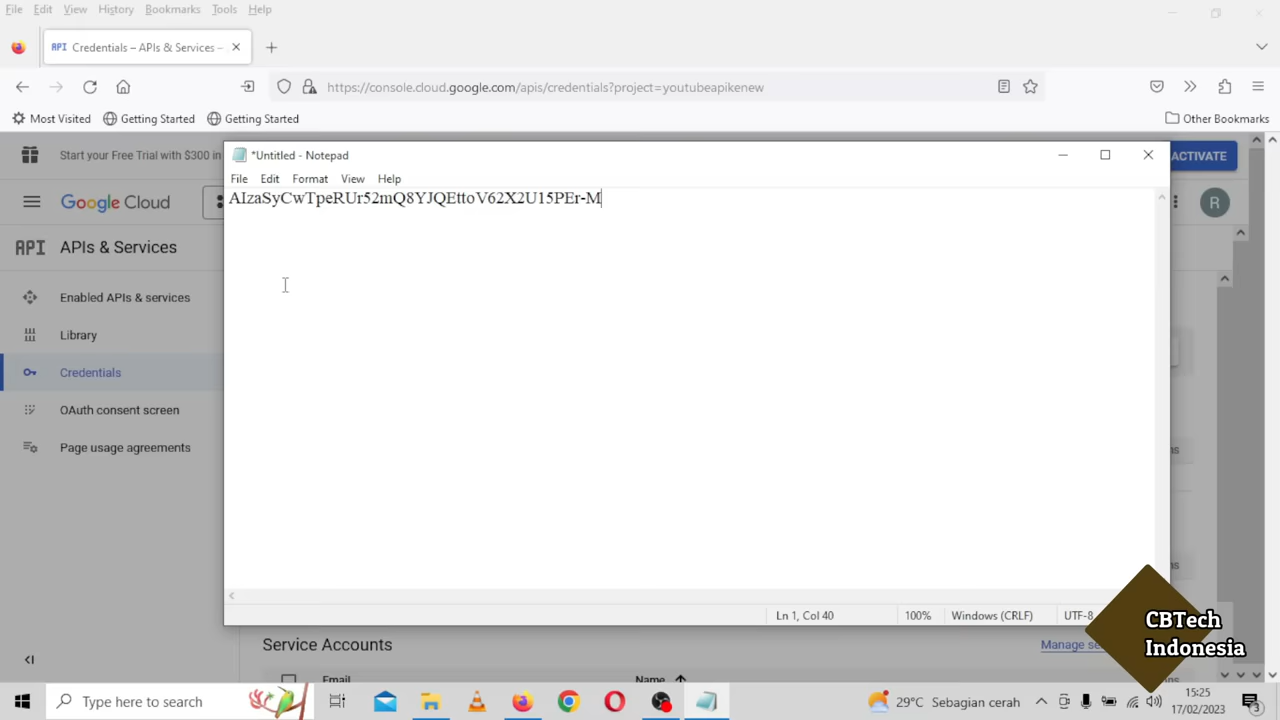 File Edit View History Bookmarks Tools Help
API Credentials – APIs & Services –
https://console.cloud.google.com/apis/credentials?project=youtubeapikenew
Most Visited Getting Started Getting Started Other Bookmarks
Start your Free Trial with $300 in
ACTIVATE
*Untitled - Notepad
File Edit Format View Help
AIzaSyCwTpeRUr52mQ8YJQEttoV62X2U15PEr-M
Google Cloud
R
API APIs & Services
Enabled APIs & services
Library
Credentials
OAuth consent screen
Page usage agreements
Ln 1, Col 40 100% Windows (CRLF) UTF-8
Service Accounts
Email Name
CBTech
Indonesia
Type here to search
29°C Sebagian cerah
15:25
17/02/2023
3